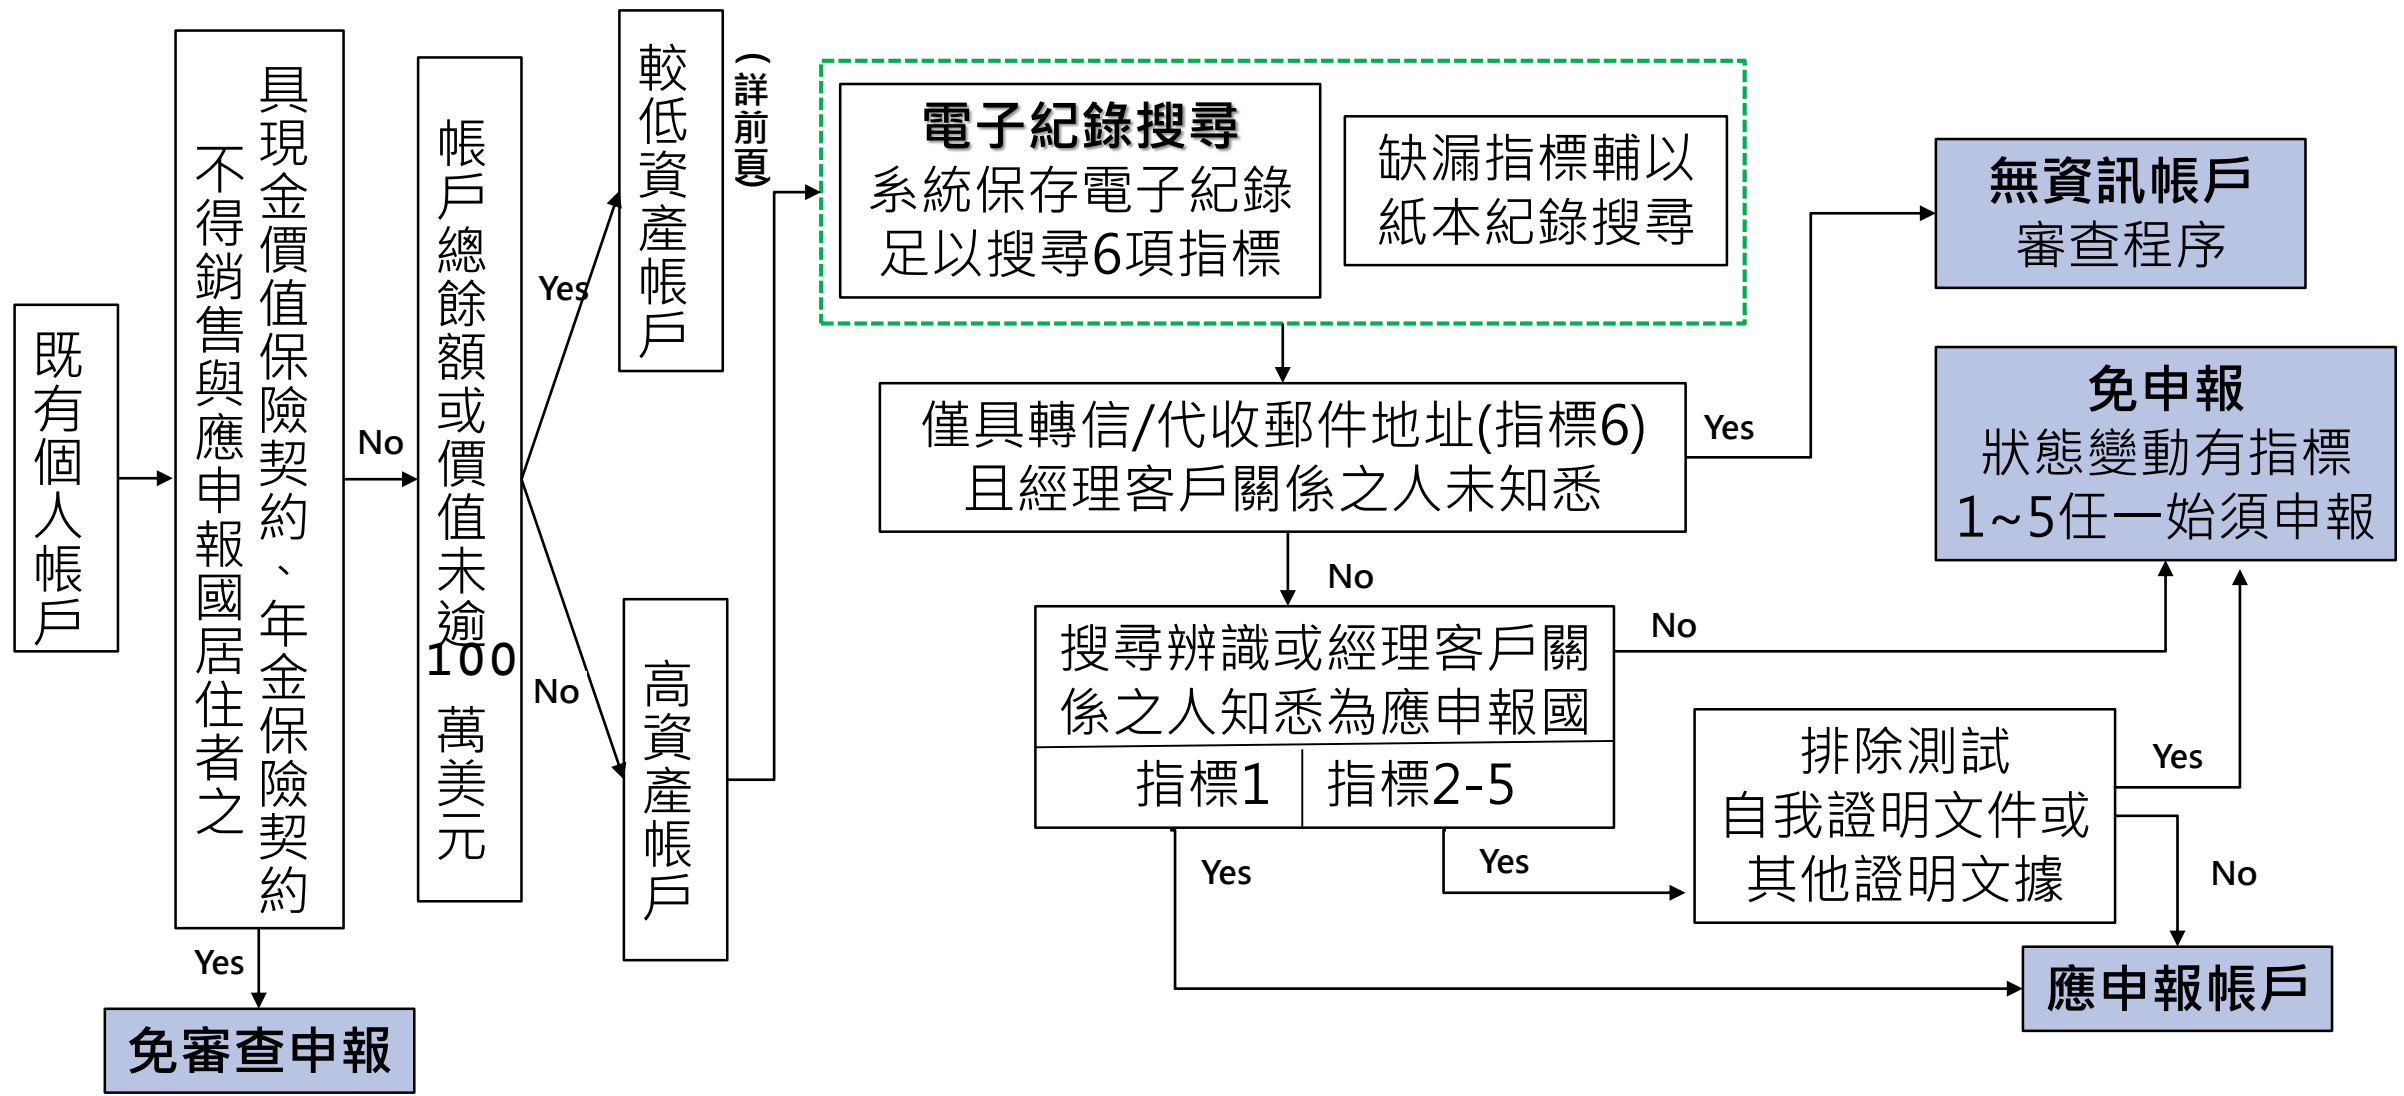 既有個人帳戶
具現金價值保險契約、年金保險契約
不得銷售與應申報國居住者之
Yes
免審查申報
No
帳戶總餘額或價值未逾
100
萬美元
Yes
No
較低資產帳戶
(詳前頁)
高資產帳戶
電子紀錄搜尋
系統保存電子紀錄
足以搜尋6項指標
缺漏指標輔以
紙本紀錄搜尋
僅具轉信/代收郵件地址(指標6)
且經理客戶關係之人未知悉
Yes
無資訊帳戶
審查程序
No
搜尋辨識或經理客戶關
係之人知悉為應申報國
指標1
指標2-5
No
免申報
狀態變動有指標
1~5任一始須申報
Yes
Yes
排除測試
自我證明文件或
其他證明文據
Yes
No
應申報帳戶